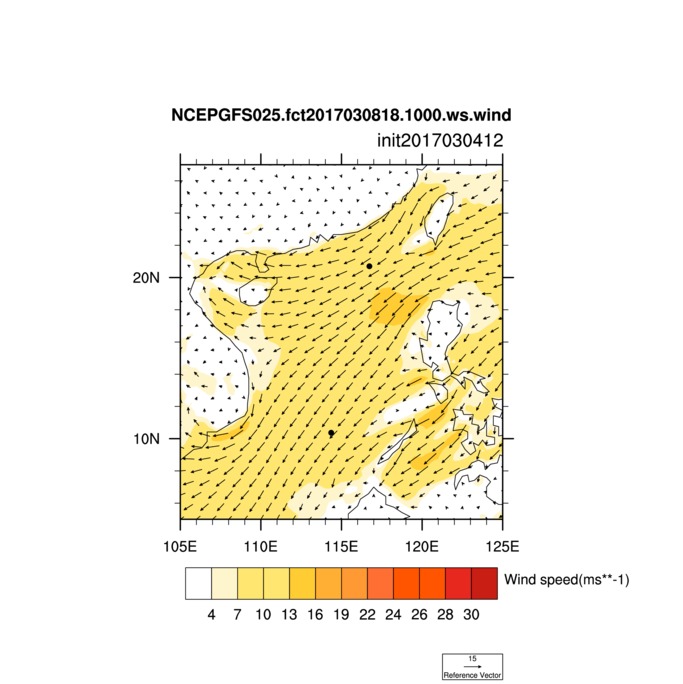 NCEPGFS025.fct2017030818.1000.ws.wind
init2017030412
20N
10N
105E 110E 115E 120E 125E
Wind speed(ms**-1)
4 7 10 13 16 19 22 24 26 28 30
15
Reference Vector